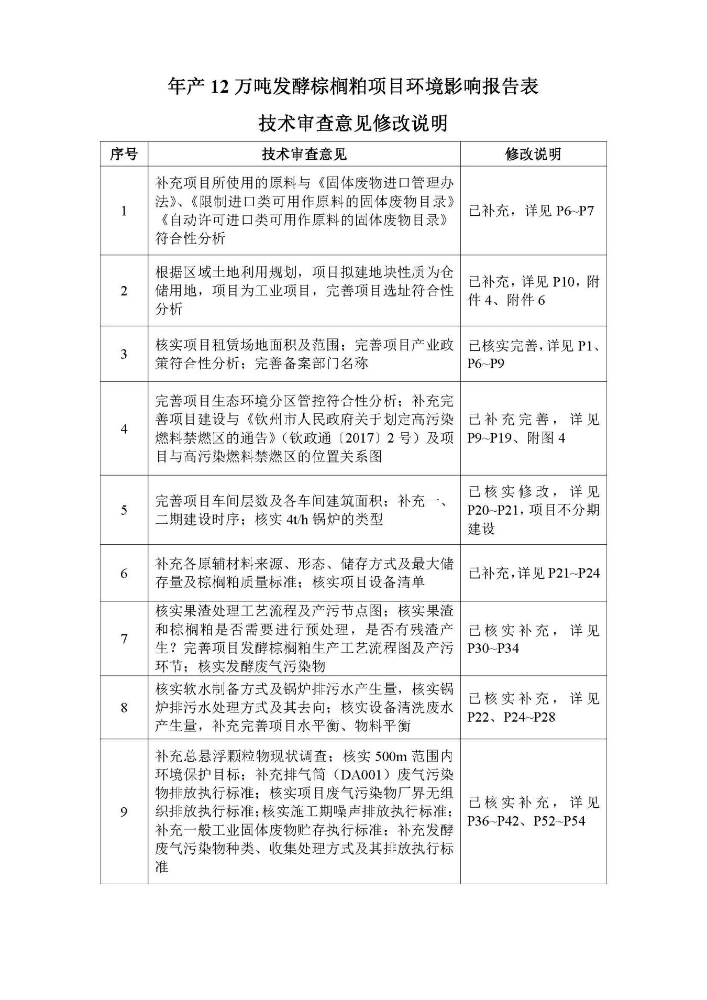 年产 12 万吨发酵棕榈粕项目环境影响报告表
技术审查意见修改说明
序号
技术审查意见
修改说明
1
补充项目所使用的原料与《固体废物进口管理办
法》、《限制进口类可用作原料的固体废物目录》
《自动许可进口类可用作原料的固体废物目录》
符合性分析
已补充，详见 P6~P7
2
根据区域土地利用规划，项目拟建地块性质为仓
储用地，项目为工业项目，完善项目选址符合性
分析
已补充，详见 P10，附
件 4、附件 6
3
核实项目租赁场地面积及范围；完善项目产业政
策符合性分析；完善备案部门名称
已核实完善，详见 P1、
P6~P9
4
完善项目生态环境分区管控符合性分析；补充完
善项目建设与《钦州市人民政府关于划定高污染
燃料禁燃区的通告》（钦政通〔2017〕2 号）及项
目与高污染燃料禁燃区的位置关系图
已补充完善，详见
P9~P19、附图 4
5
完善项目车间层数及各车间建筑面积；补充一、
二期建设时序；核实 4t/h 锅炉的类型
已核实修改，详见
P20~P21，项目不分期
建设
6
补充各原辅材料来源、形态、储存方式及最大储
存量及棕榈粕质量标准；核实项目设备清单
已补充，详见 P21~P24
7
核实果渣处理工艺流程及产污节点图；核实果渣
和棕榈粕是否需要进行预处理，是否有残渣产
生？完善项目发酵棕榈粕生产工艺流程图及产污
环节；核实发酵废气污染物
已核实补充，详见
P30~P34
8
核实软水制备方式及锅炉排污水产生量，核实锅
炉排污水处理方式及其去向；核实设备清洗废水
产生量，补充完善项目水平衡、物料平衡
已核实补充，详见
P22、P24~P28
9
补充总悬浮颗粒物现状调查；核实 500m 范围内
环境保护目标；补充排气筒（DA001）废气污染
物排放执行标准；核实项目废气污染物厂界无组
织排放执行标准；核实施工期噪声排放执行标准；
补充一般工业固体废物贮存执行标准；补充发酵
废气污染物种类、收集处理方式及其排放执行标
准
已核实补充，详见
P36~P42、P52~P54